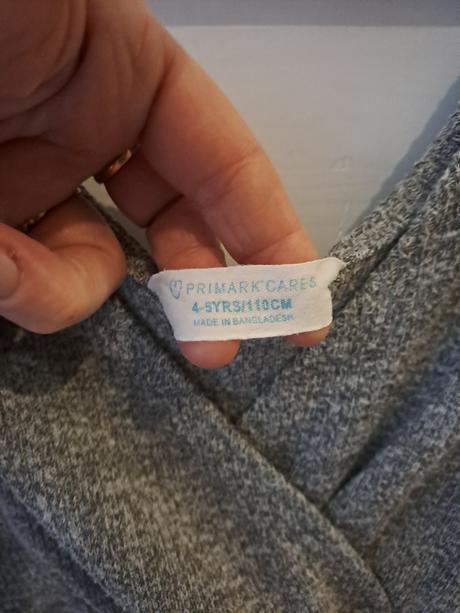 PRIMARK CARES
4-5YRS/110CM
MADE IN BANGLADESH